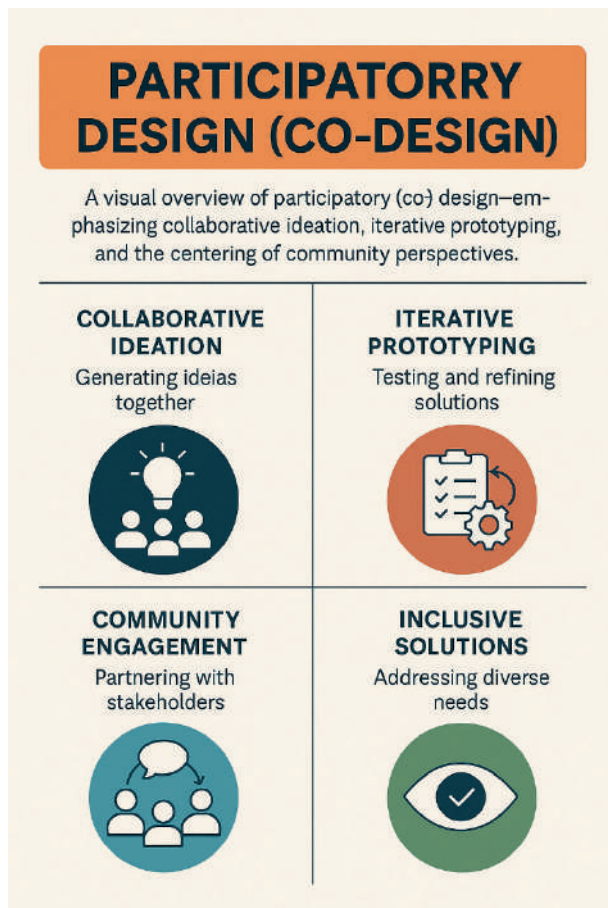 PARTICIPATORRY
DESIGN (CO-DESIGN)
A visual overview of participatory (co-) design—em-
phasizing collaborative ideation, iterative prototyping,
and the centering of community perspectives.
COLLABORATIVE
IDEATION
Generating ideias
together
ITERATIVE
PROTOTYPING
Testing and refining
solutions
COMMUNITY
ENGAGEMENT
Partnering with
stakeholders
INCLUSIVE
SOLUTIONS
Addressing diverse
needs